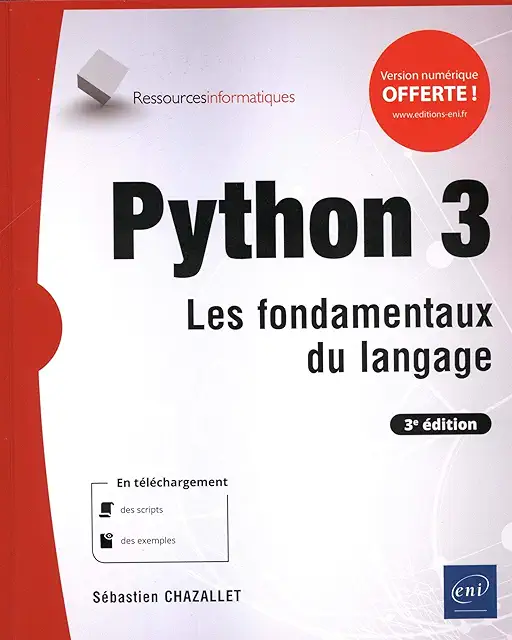 Ressourcesinformatiques
Version numérique
OFFERTE !
www.editions-eni.fr
Python 3
Les fondamentaux
du langage
3e édition
En téléchargement
des scripts
des exemples
Sébastien CHAZALLET
eni